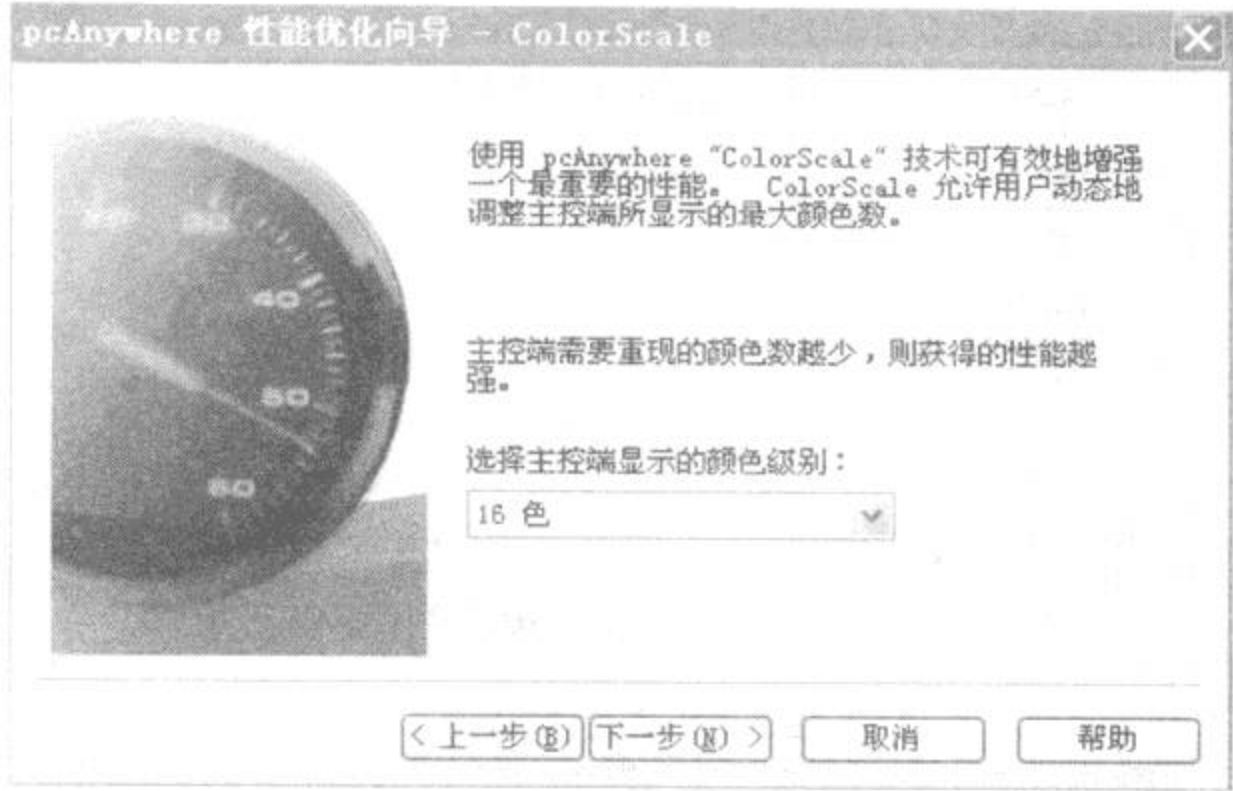 pcAnywhere 性能优化向导 - ColorScale
使用 pcAnywhere “ColorScale” 技术可有效地增强
一个最重要的性能。 ColorScale 允许用户动态地
调整主控端所显示的最大颜色数。
40
主控端需要重现的颜色数越少，则获得的性能越
强。
50
选择主控端显示的颜色级别：
60
16 色
< 上一步(B)
下一步(N) >
取消
帮助